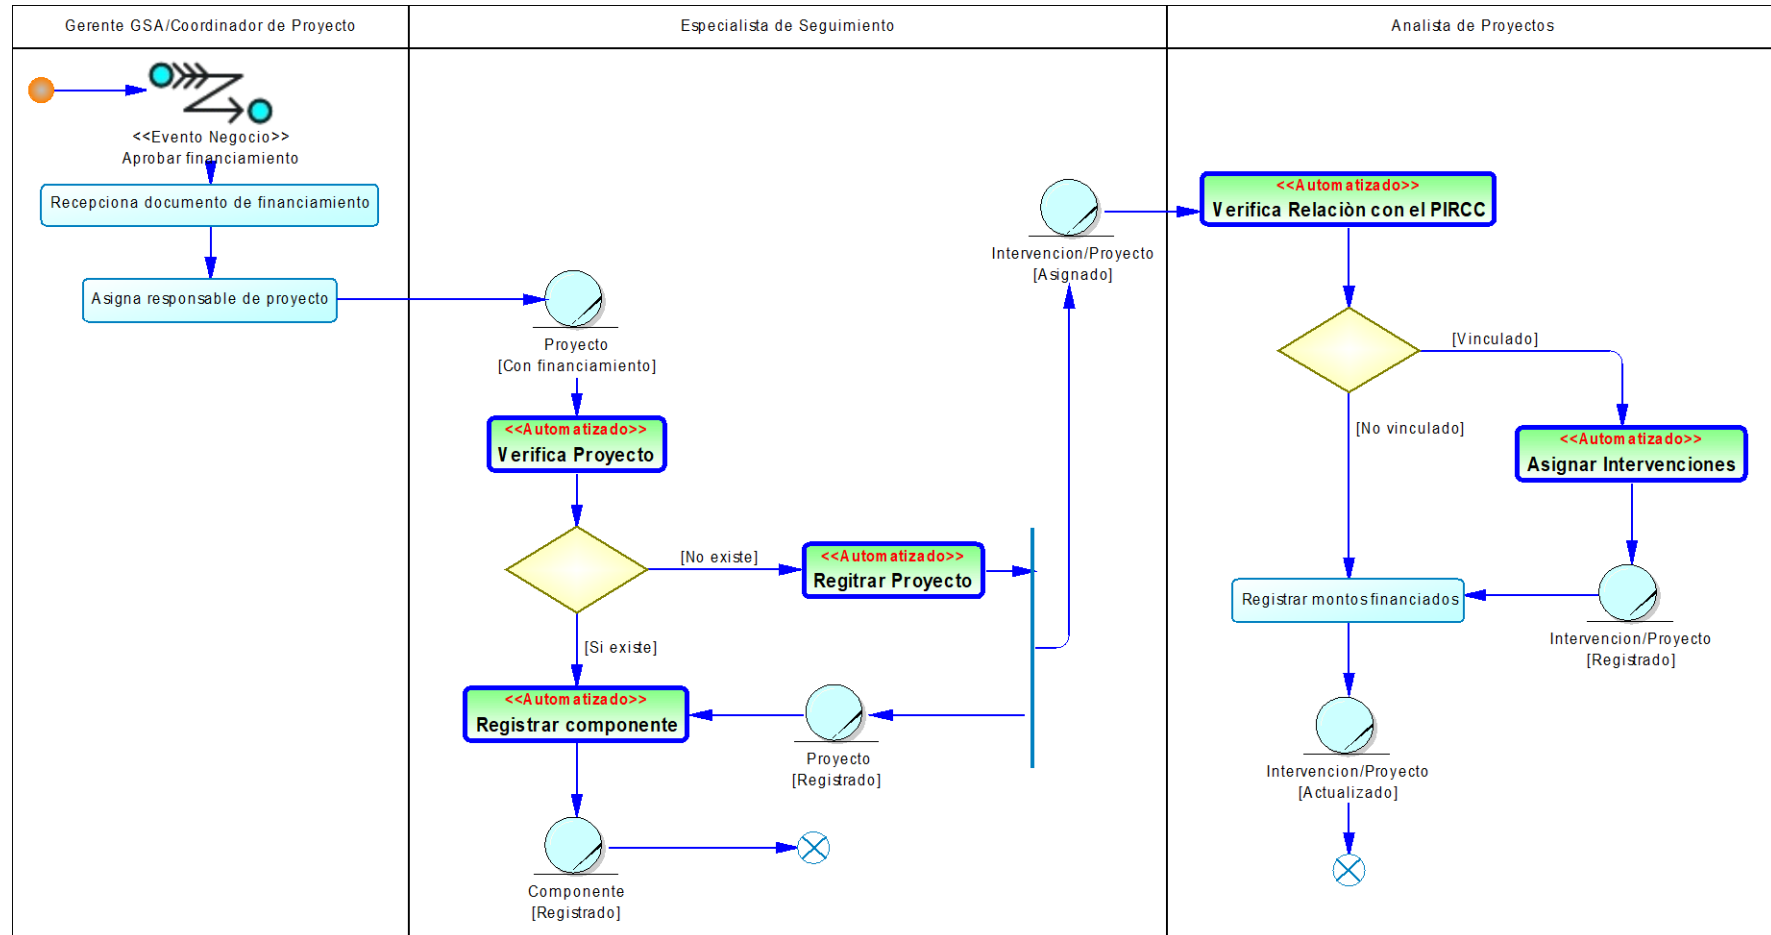 Gerente GSA/Coordinador de Proyecto
Especialista de Seguimiento
Analista de Proyectos
<<Evento Negocio>>
Aprobar financiamiento
Recepciona documento de financiamiento
Asigna responsable de proyecto
Proyecto
[Con financiamiento]
<<Automatizado>>
Verifica Proyecto
[No existe]
<<Automatizado>>
Regitrar Proyecto
[Si existe]
<<Automatizado>>
Registrar componente
Proyecto
[Registrado]
Componente
[Registrado]
Intervencion/Proyecto
[Asignado]
<<Automatizado>>
Verifica Relaciòn con el PIRCC
[Vinculado]
[No vinculado]
<<Automatizado>>
Asignar Intervenciones
Registrar montos financiados
Intervencion/Proyecto
[Registrado]
Intervencion/Proyecto
[Actualizado]